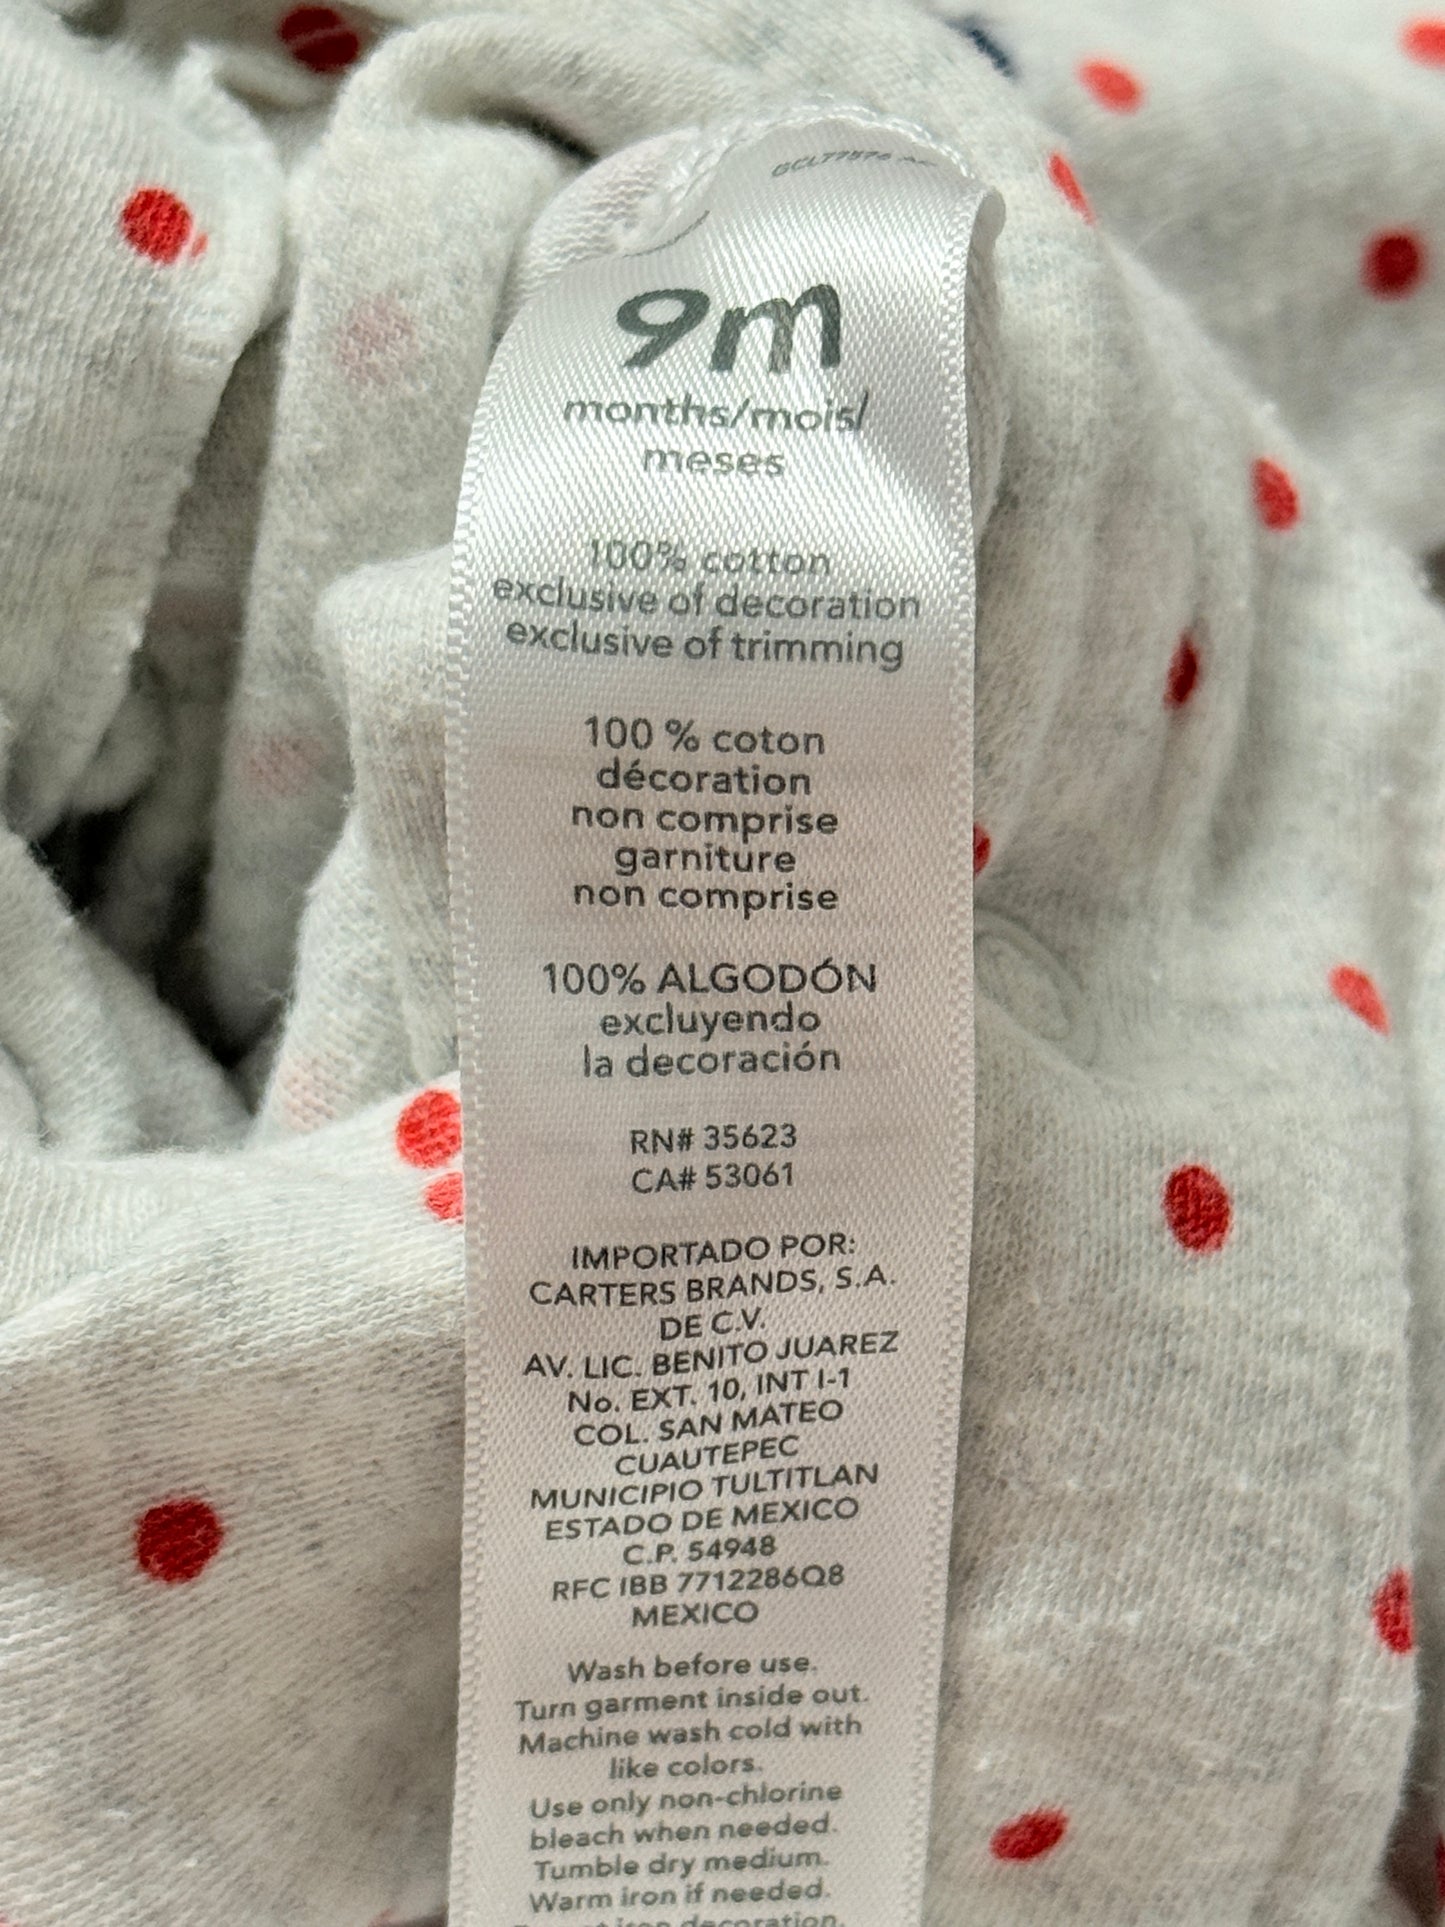 9m
months/mois/
meses
100% cotton
exclusive of decoration
exclusive of trimming
100 % coton
décoration
non comprise
garniture
non comprise
100% ALGODÓN
excluyendo
la decoración
RN# 35623
CA# 53061
IMPORTADO POR:
CARTERS BRANDS, S.A.
DE C.V.
AV. LIC. BENITO JUAREZ
No. EXT. 10, INT I-1
COL. SAN MATEO
CUAUTEPEC
MUNICIPIO TULTITLAN
ESTADO DE MEXICO
C.P. 54948
RFC IBB 7712286Q8
MEXICO
Wash before use.
Turn garment inside out.
Machine wash cold with
like colors.
Use only non-chlorine
bleach when needed.
Tumble dry medium.
Warm iron if needed.
iron decoration.